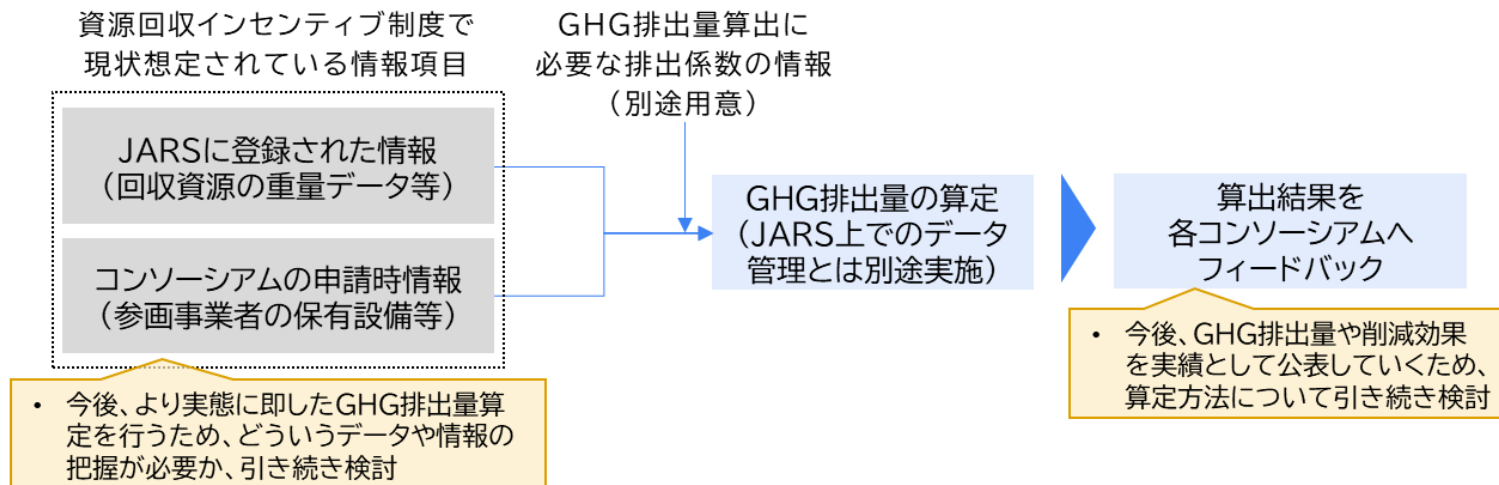 資源回収インセンティブ制度で
現状想定されている情報項目
JARSに登録された情報
（回収資源の重量データ等）
コンソーシアムの申請時情報
（参画事業者の保有設備等）
• 今後、より実態に即したGHG排出量算
定を行うため、どういうデータや情報の
把握が必要か、引き続き検討
GHG排出量算出に
必要な排出係数の情報
（別途用意）
GHG排出量の算定
（JARS上でのデータ
管理とは別途実施）
算出結果を
各コンソーシアムへ
フィードバック
• 今後、GHG排出量や削減効果
を実績として公表していくため、
算定方法について引き続き検討